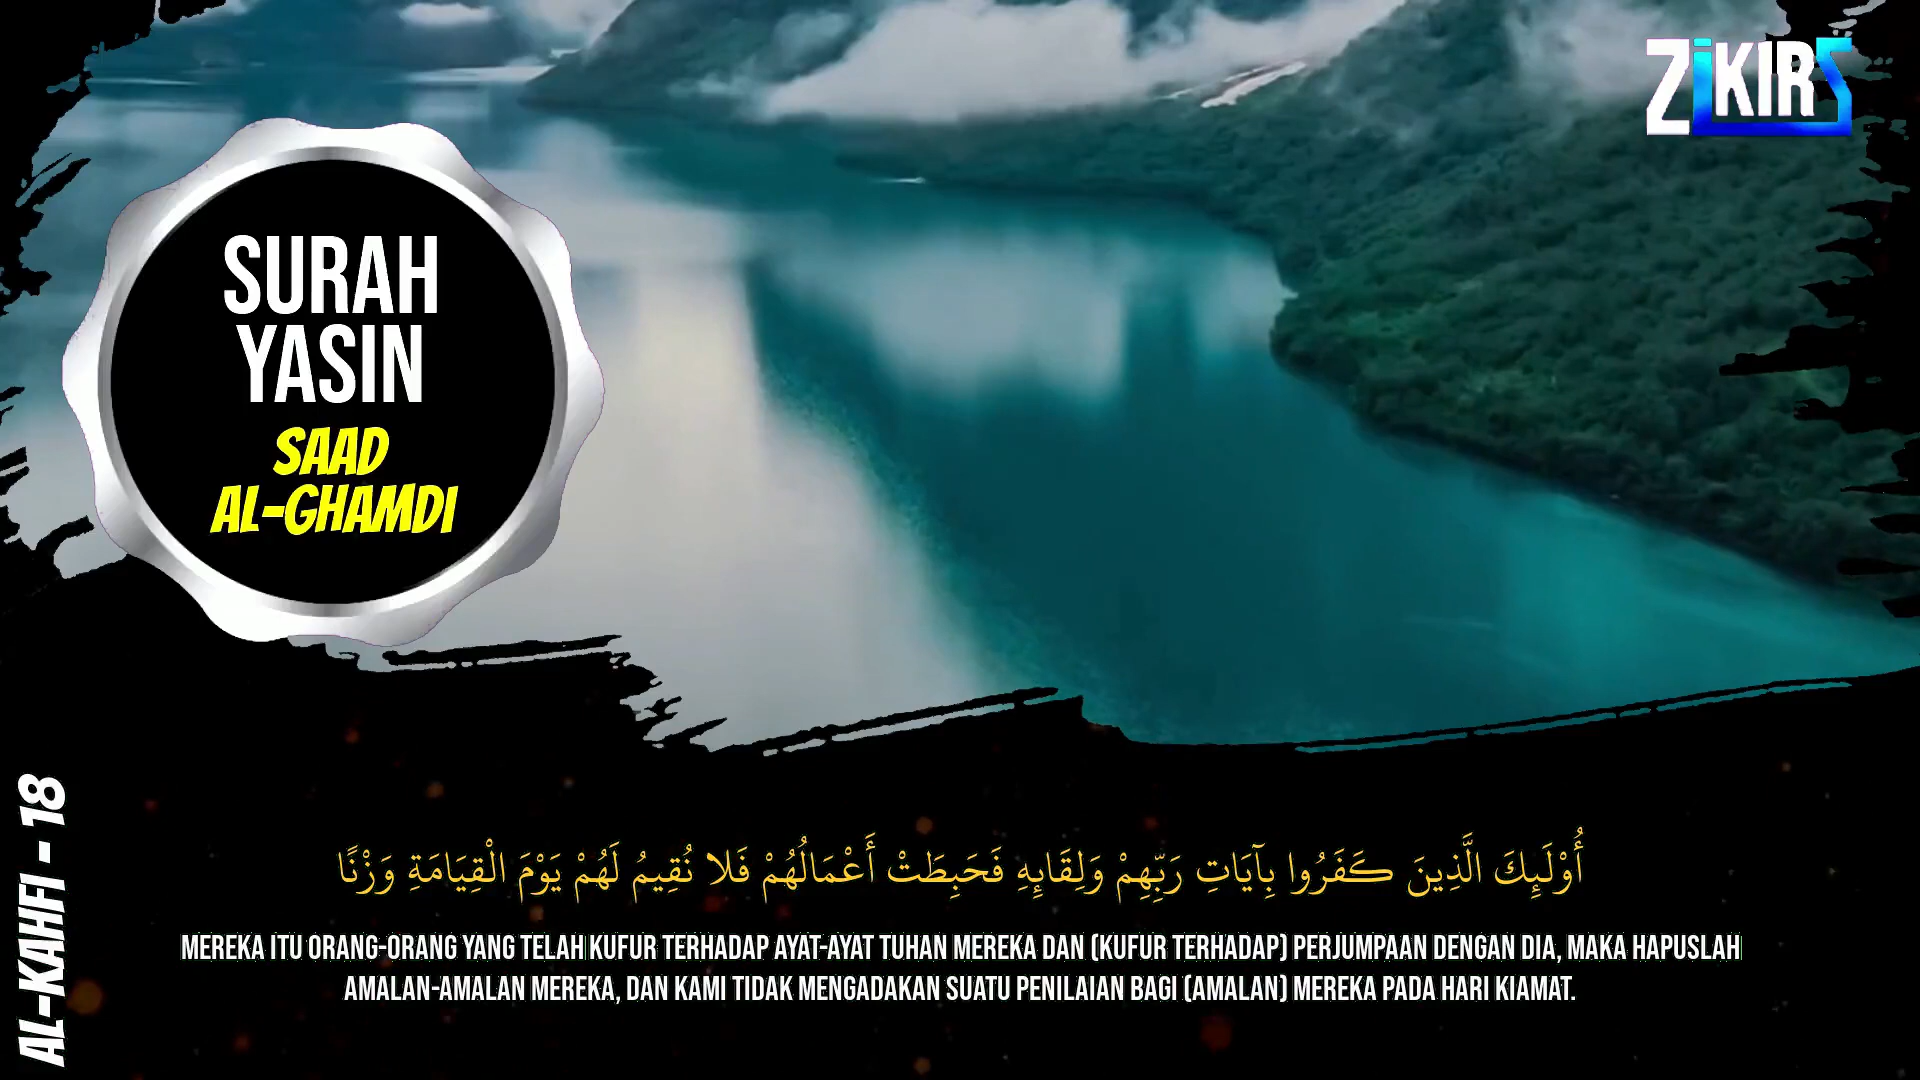 ZiKIRS
SURAH
YASIN
SAAD
AL-GHAMDI
AL-KAHFI - 18
أُوْلَئِكَ الَّذِينَ كَفَرُوا بِآيَاتِ رَبِّهِمْ وَلِقَائِهِ فَحَبِطَتْ أَعْمَالُهُمْ فَلا نُقِيمُ لَهُمْ يَوْمَ الْقِيَامَةِ وَزْنًا
MEREKA ITU ORANG-ORANG YANG TELAH KUFUR TERHADAP AYAT-AYAT TUHAN MEREKA DAN (KUFUR TERHADAP) PERJUMPAAN DENGAN DIA, MAKA HAPUSLAH
AMALAN-AMALAN MEREKA, DAN KAMI TIDAK MENGADAKAN SUATU PENILAIAN BAGI (AMALAN) MEREKA PADA HARI KIAMAT.